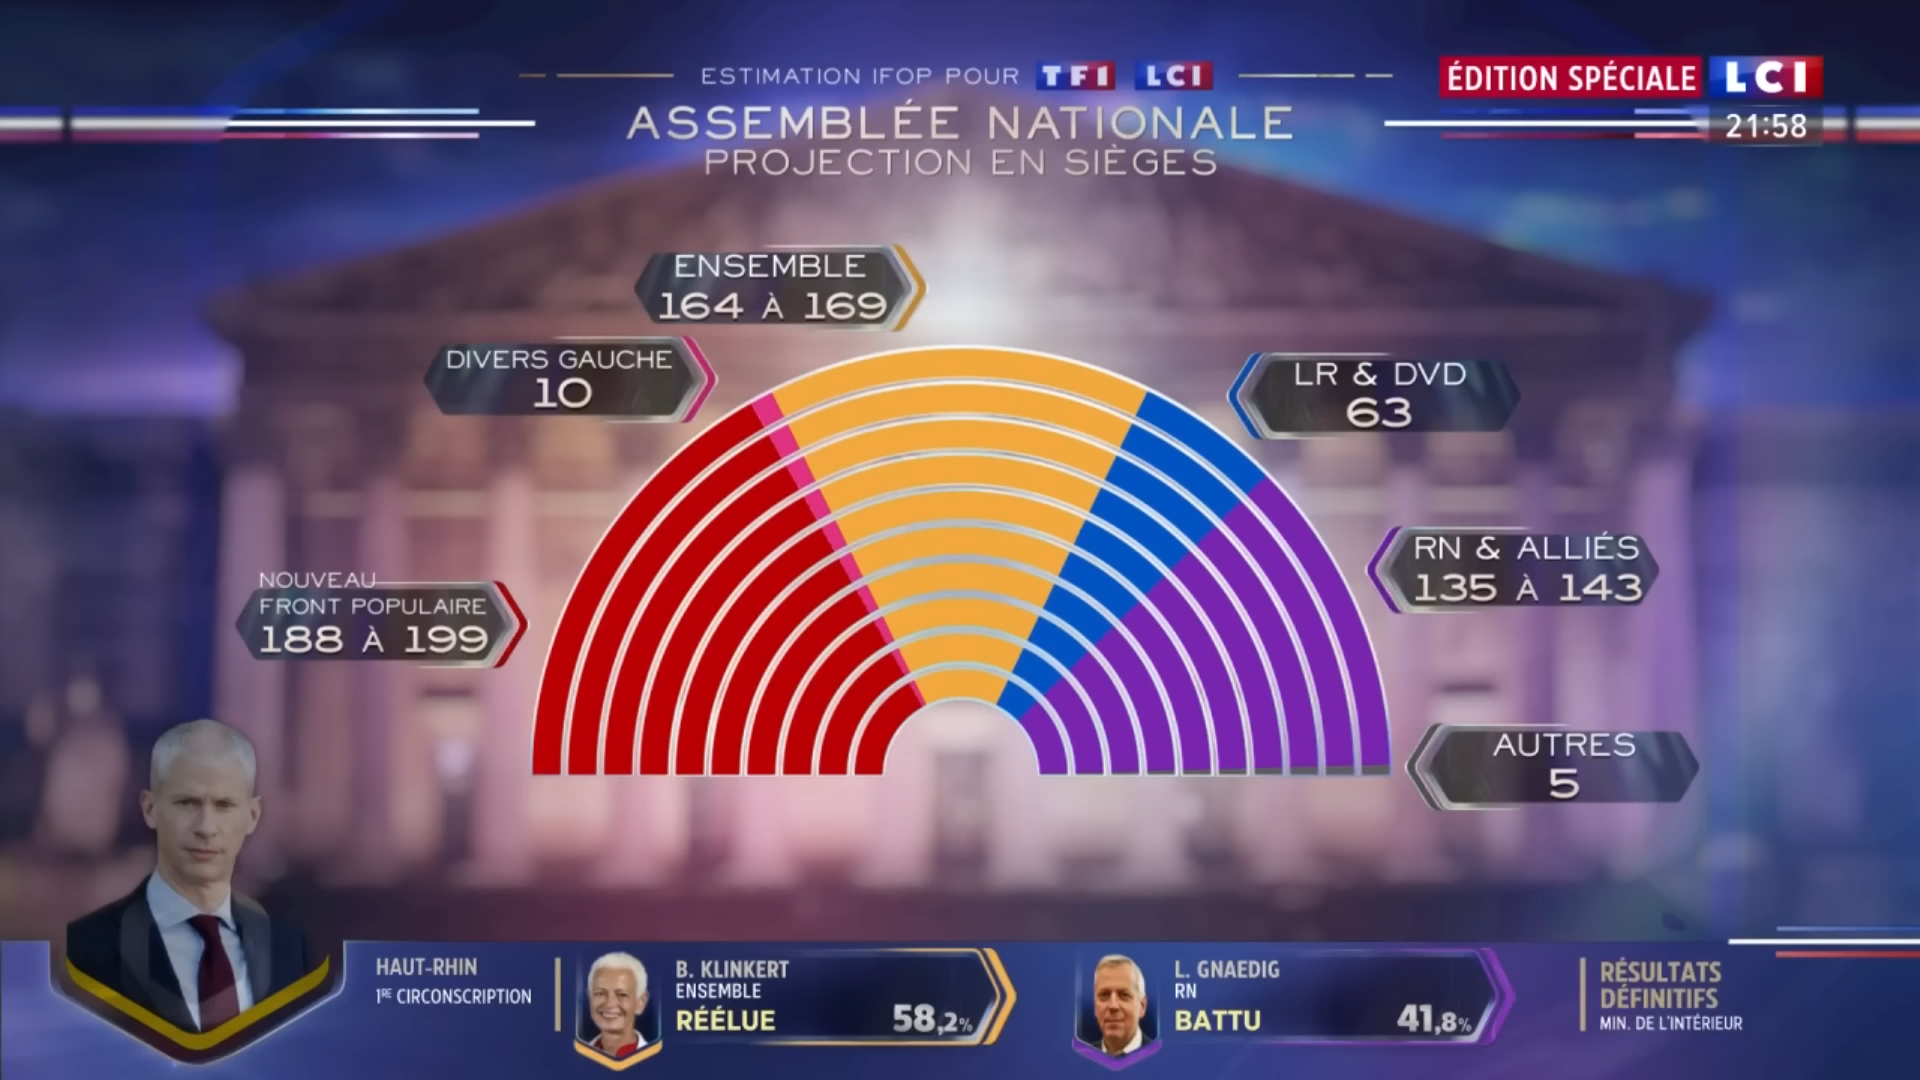 ESTIMATION IFOP POUR TF1 LCI
ASSEMBLÉE NATIONALE
PROJECTION EN SIÈGES
ÉDITION SPÉCIALE LCI
21:58
ENSEMBLE
164 À 169
DIVERS GAUCHE
10
LR & DVD
63
NOUVEAU
FRONT POPULAIRE
188 À 199
RN & ALLIÉS
135 À 143
AUTRES
5
HAUT-RHIN
1RE CIRCONSCRIPTION
B. KLINKERT
ENSEMBLE
RÉÉLUE 58,2%
L. GNAEDIG
RN
BATTU 41,8%
RÉSULTATS
DÉFINITIFS
MIN. DE L'INTÉRIEUR